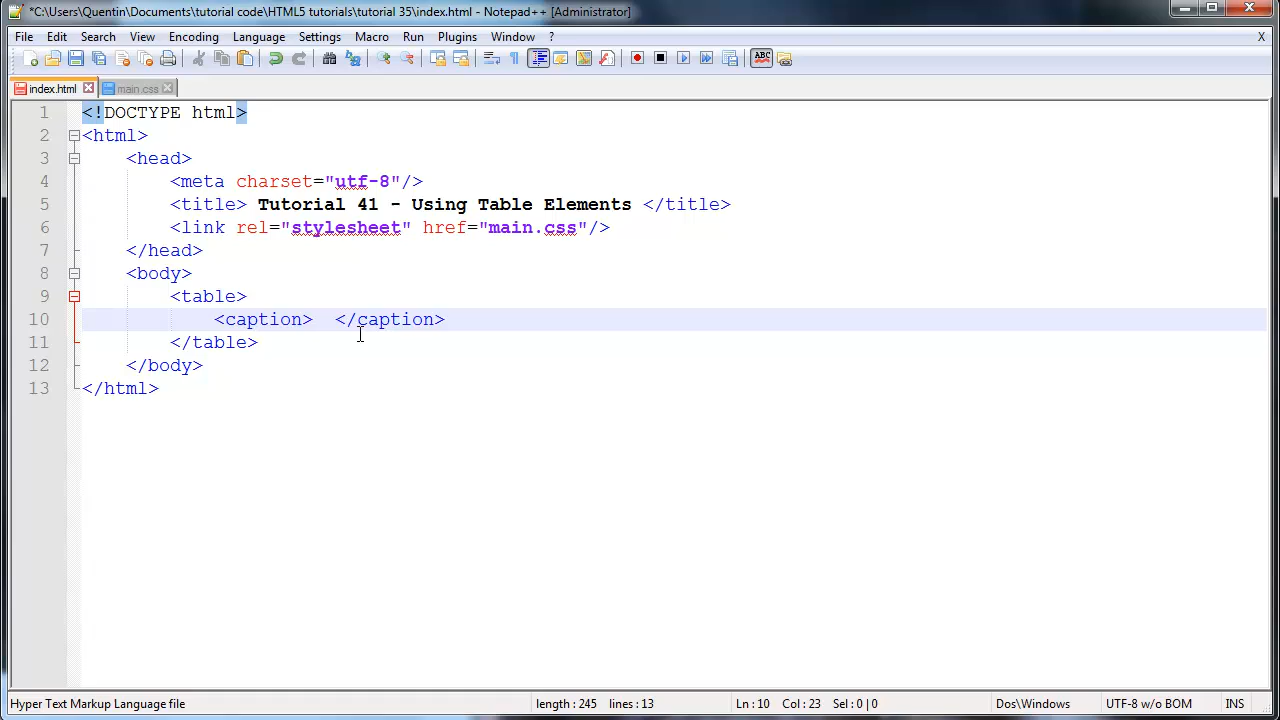 *C:\Users\Quentin\Documents\tutorial code\HTML5 tutorials\tutorial 35\index.html - Notepad++ [Administrator]
File Edit Search View Encoding Language Settings Macro Run Plugins Window ? X
index.html main.css
1 <!DOCTYPE html>
2 <html>
3 <head>
4 <meta charset="utf-8"/>
5 <title> Tutorial 41 - Using Table Elements </title>
6 <link rel="stylesheet" href="main.css"/>
7 </head>
8 <body>
9 <table>
10 <caption>  </caption>
11 </table>
12 </body>
13 </html>
Hyper Text Markup Language file length : 245 lines : 13 Ln : 10 Col : 23 Sel : 0 | 0 Dos\Windows UTF-8 w/o BOM INS